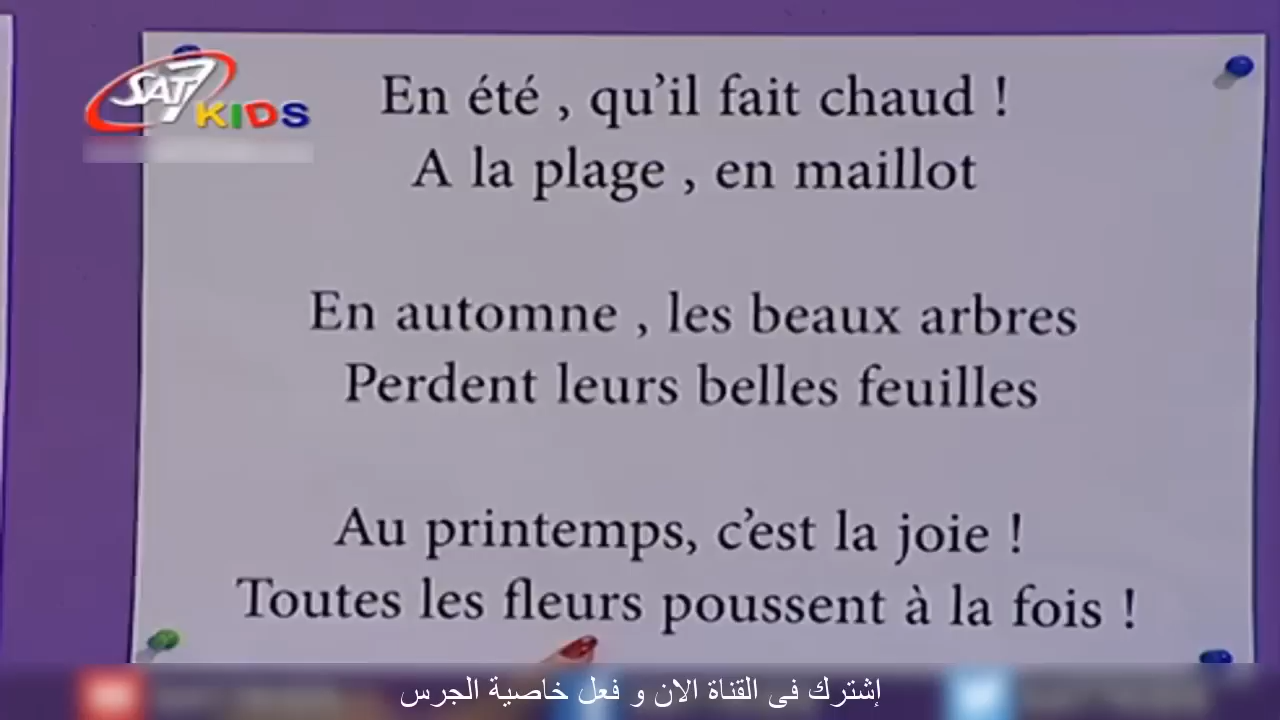 SAT7
KIDS
En été , qu’il fait chaud !
A la plage , en maillot
En automne , les beaux arbres
Perdent leurs belles feuilles
Au printemps, c’est la joie !
Toutes les fleurs poussent à la fois !
إشترك فى القناة الان و فعل خاصية الجرس